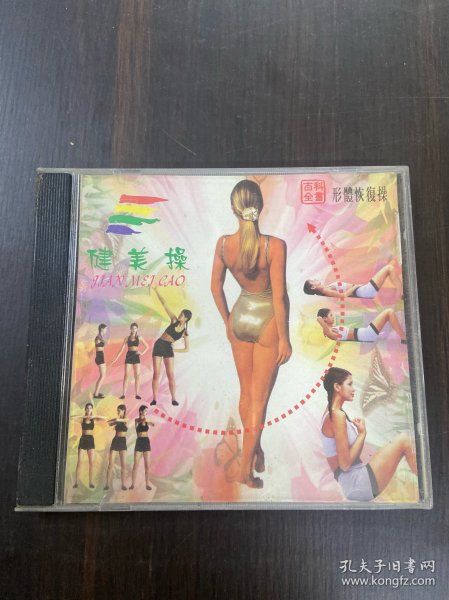 百科
全書
形體恢復操
健美操
JIAN MEI CAO
孔夫子旧书网
www.kongfz.com